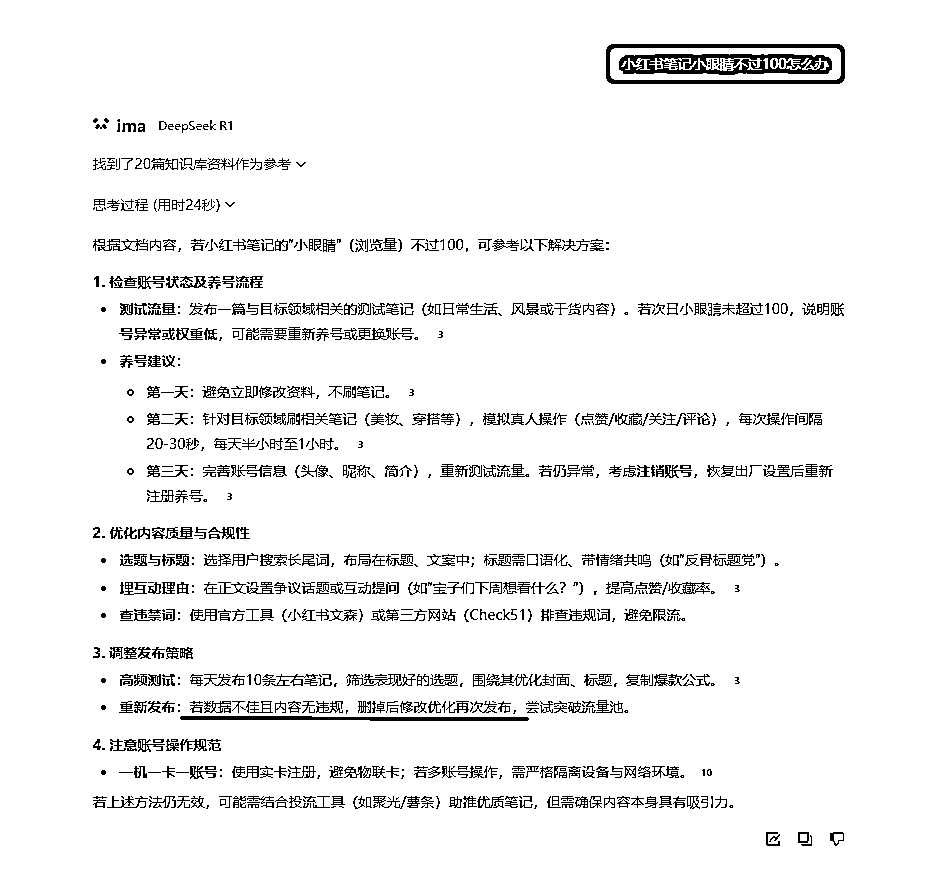 小红书笔记小眼睛不过100怎么办
ima DeepSeek R1
找到了20篇知识库资料作为参考
思考过程 (用时24秒)
根据文档内容，若小红书笔记的"小眼睛"（浏览量）不过100，可参考以下解决方案：
1. 检查账号状态及养号流程
• 测试流量：发布一篇与目标领域相关的测试笔记（如日常生活、风景或干货内容）。若次日小眼睛未超过100，说明账
号异常或权重低，可能需要重新养号或更换账号。 3
• 养号建议：
第一天：避免立即修改资料，不刷笔记。 3
第二天：针对目标领域刷相关笔记（美妆、穿搭等），模拟真人操作（点赞/收藏/关注/评论），每次操作间隔
20-30秒，每天半小时至1小时。 3
第三天：完善账号信息（头像、昵称、简介），重新测试流量。若仍异常，考虑注销账号，恢复出厂设置后重新
注册养号。 3
2. 优化内容质量与合规性
• 选题与标题：选择用户搜索长尾词，布局在标题、文案中；标题需口语化、带情绪共鸣（如"反骨标题党"）。
• 埋互动理由：在正文设置争议话题或互动提问（如"宝子们下周想看什么？"），提高点赞/收藏率。 3
• 查违禁词：使用官方工具（小红书文森）或第三方网站（Check51）排查违规词，避免限流。
3. 调整发布策略
• 高频测试：每天发布10条左右笔记，筛选表现好的选题，围绕其优化封面、标题，复制爆款公式。 3
• 重新发布：若数据不佳且内容无违规，删掉后修改优化再次发布，尝试突破流量池。
4. 注意账号操作规范
• 一机一卡一账号：使用实卡注册，避免物联卡；若多账号操作，需严格隔离设备与网络环境。 10
若上述方法仍无效，可能需结合投流工具（如聚光/薯条）助推优质笔记，但需确保内容本身具有吸引力。